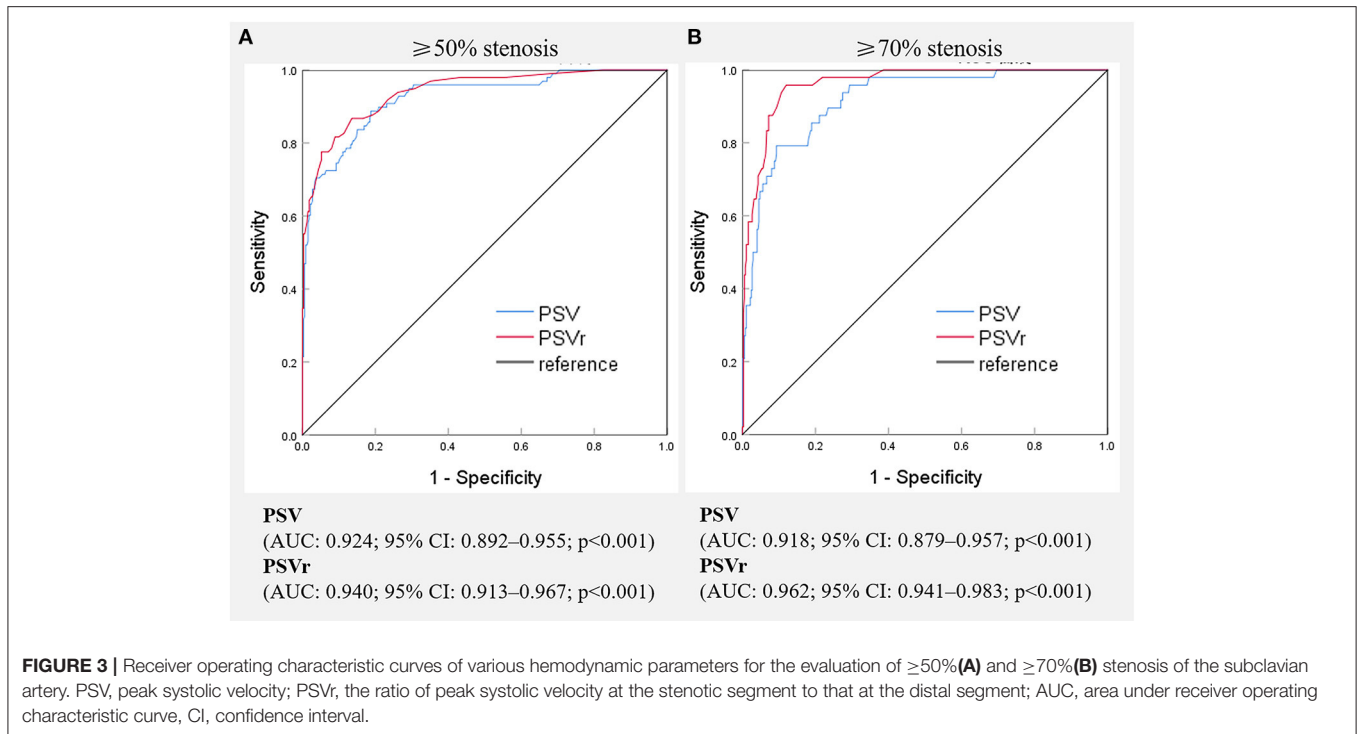 A
≥50% stenosis
1.0
0.8
0.6
0.4
0.2
0.0
Sensitivity
PSV
PSVr
reference
0.0 0.2 0.4 0.6 0.8 1.0
1 - Specificity
PSV
(AUC: 0.924; 95% CI: 0.892–0.955; p<0.001)
PSVr
(AUC: 0.940; 95% CI: 0.913–0.967; p<0.001)
B
≥70% stenosis
1.0
0.8
0.6
0.4
0.2
0.0
Sensitivity
PSV
PSVr
reference
0.0 0.2 0.4 0.6 0.8 1.0
1 - Specificity
PSV
(AUC: 0.918; 95% CI: 0.879–0.957; p<0.001)
PSVr
(AUC: 0.962; 95% CI: 0.941–0.983; p<0.001)
FIGURE 3 | Receiver operating characteristic curves of various hemodynamic parameters for the evaluation of ≥50%(A) and ≥70%(B) stenosis of the subclavian
artery. PSV, peak systolic velocity; PSVr, the ratio of peak systolic velocity at the stenotic segment to that at the distal segment; AUC, area under receiver operating
characteristic curve, CI, confidence interval.